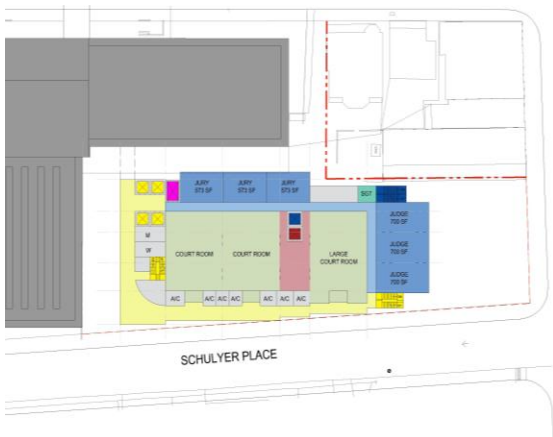 JURY
573 SF
JURY
573 SF
JURY
573 SF
SGT
JUDGE
700 SF
M
W
COURT ROOM
COURT ROOM
LARGE
COURT ROOM
JUDGE
700 SF
JUDGE
700 SF
A/C
A/C
A/C
A/C
A/C
A/C
A/C
SCHULYER PLACE